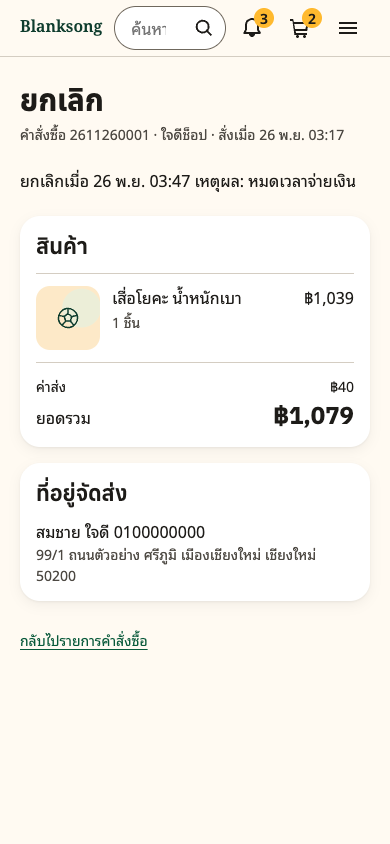 Blanksong
ค้นหา
3
2
ยกเลิก
คำสั่งซื้อ 2611260001 · ใจดีช็อป · สั่งเมื่อ 26 พ.ย. 03:17
ยกเลิกเมื่อ 26 พ.ย. 03:47 เหตุผล: หมดเวลาจ่ายเงิน
สินค้า
เสื่อโยคะ น้ำหนักเบา ฿1,039
1 ชิ้น
ค่าส่ง ฿40
ยอดรวม ฿1,079
ที่อยู่จัดส่ง
สมชาย ใจดี 0100000000
99/1 ถนนตัวอย่าง ศรีภูมิ เมืองเชียงใหม่ เชียงใหม่
50200
กลับไปรายการคำสั่งซื้อ